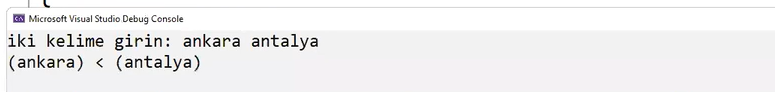 Microsoft Visual Studio Debug Console
iki kelime girin: ankara antalya
(ankara) < (antalya)